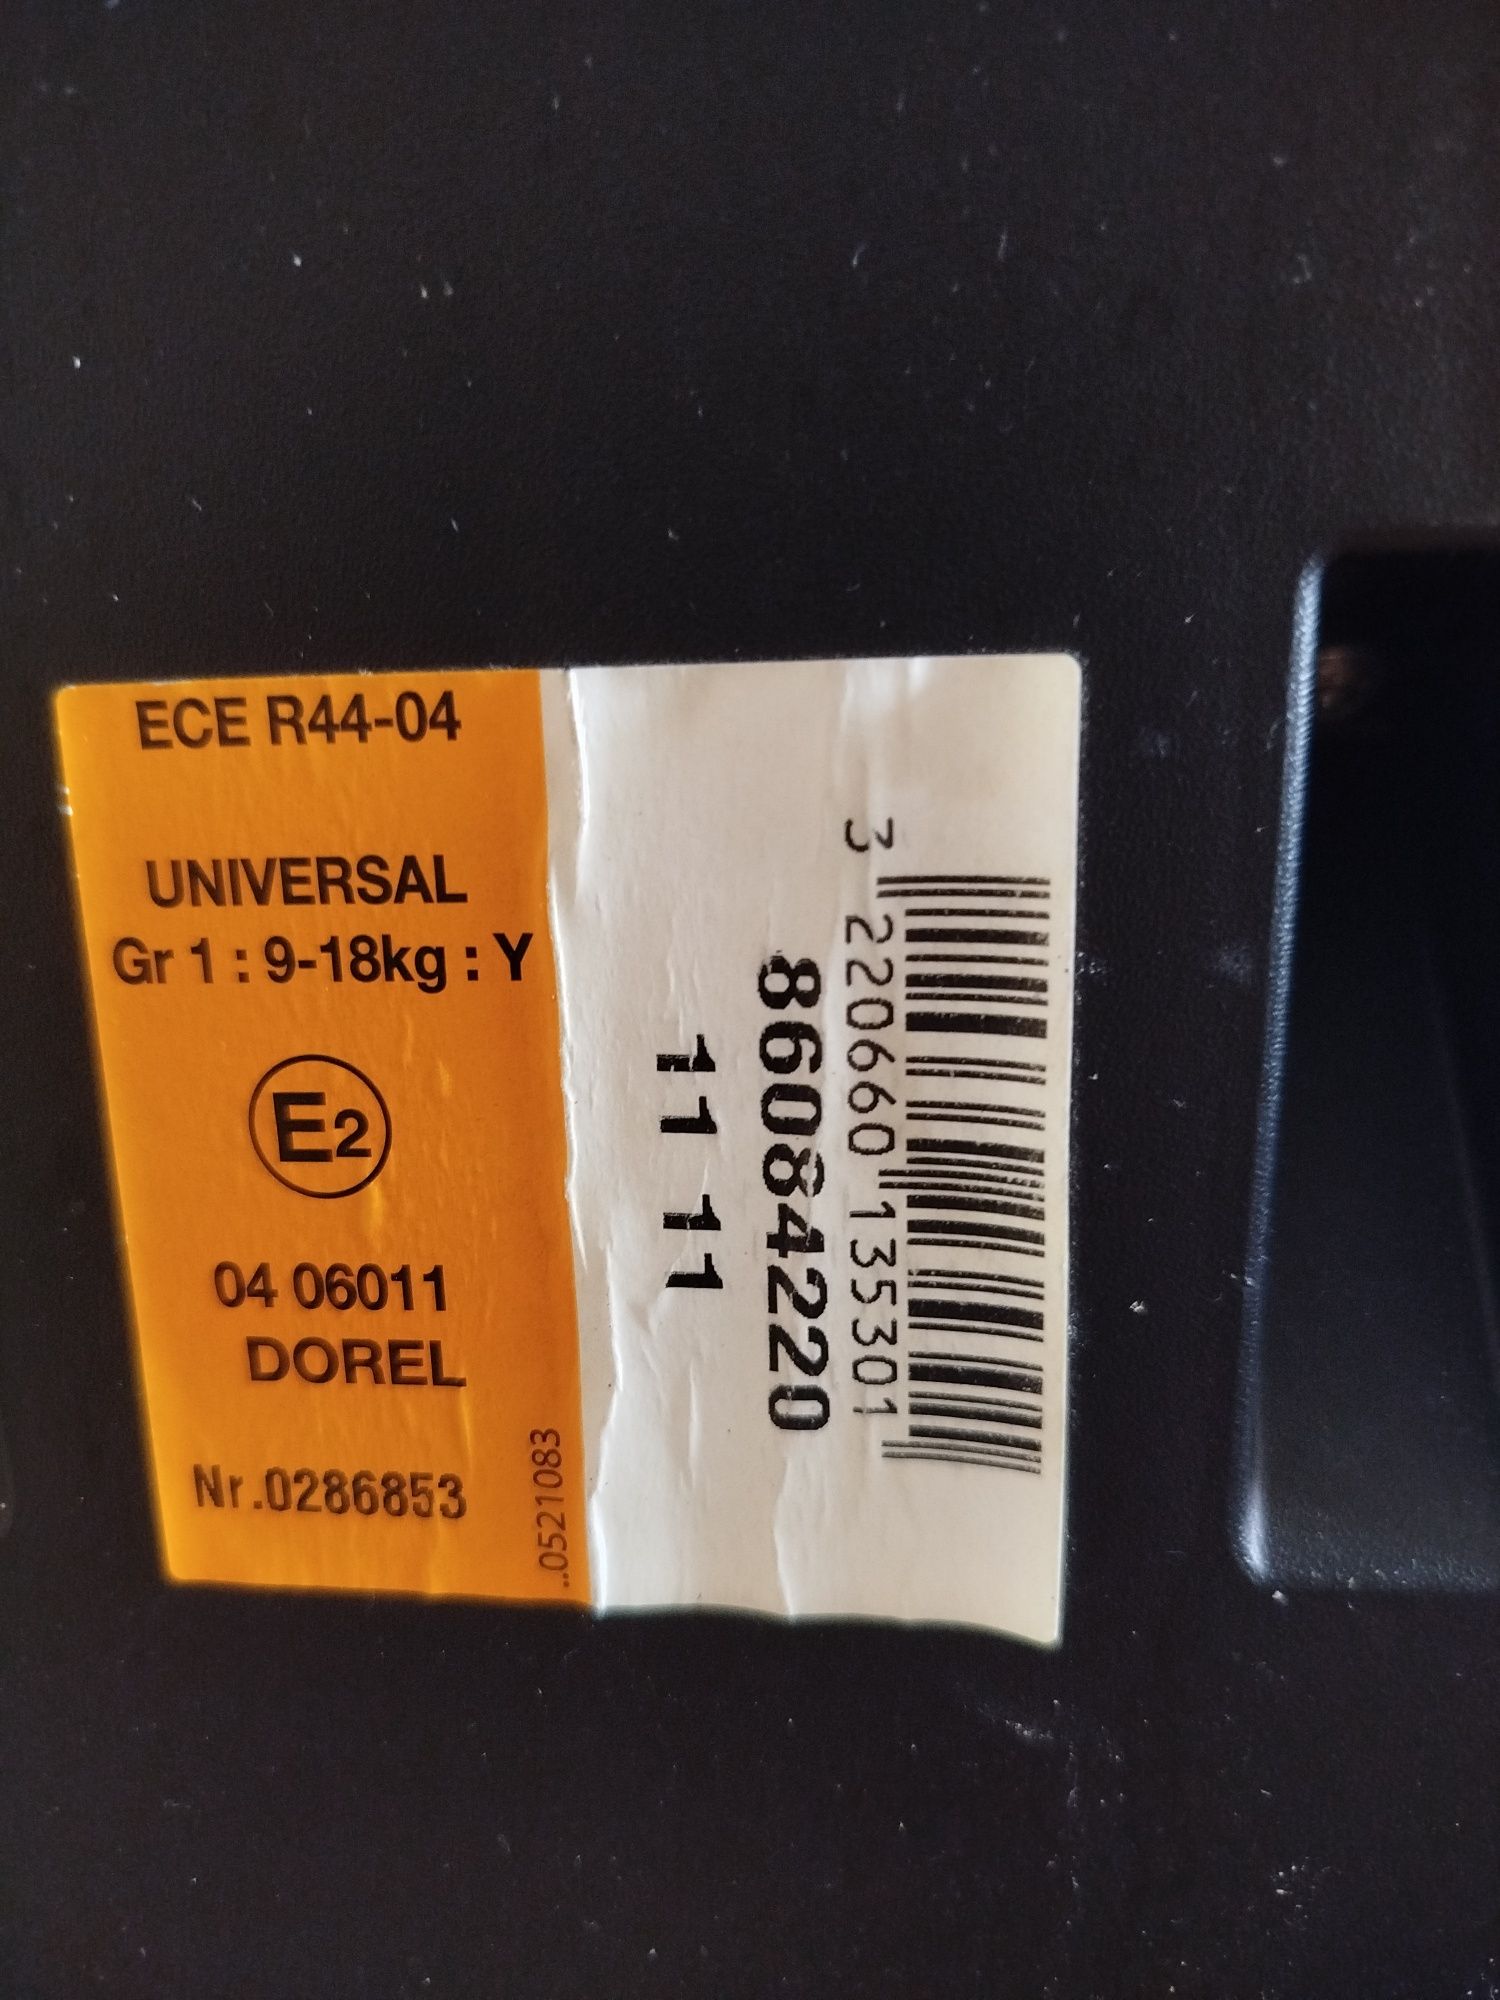 ECE R44-04
UNIVERSAL
Gr 1 : 9-18kg : Y
E2
04 06011
DOREL
Nr.0286853
..0521083
3 220660 135301
86084220
11 11